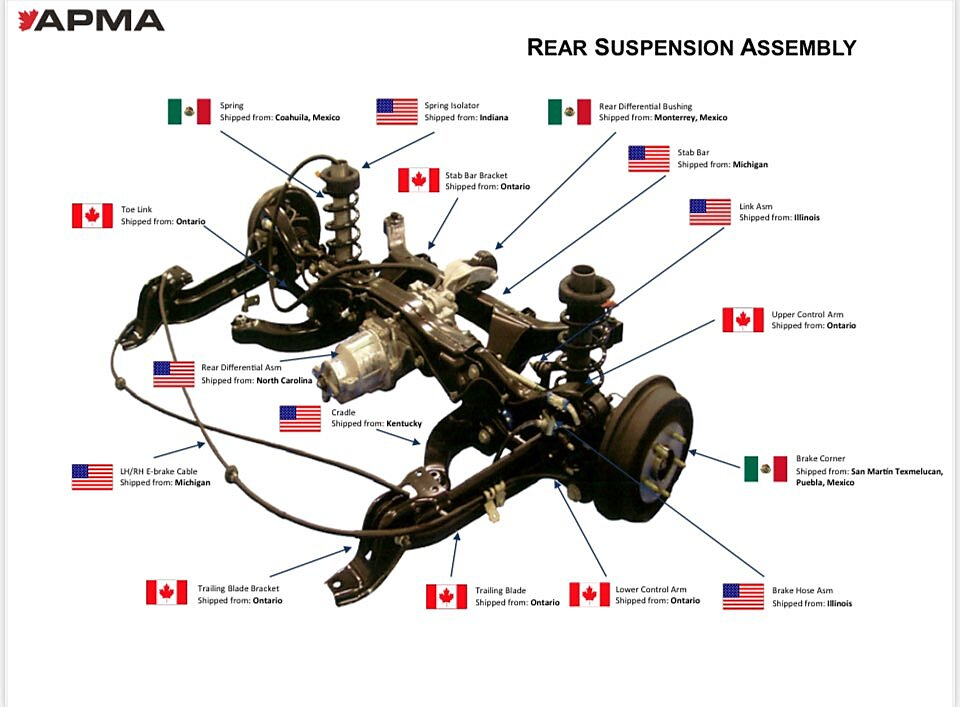 APMA
REAR SUSPENSION ASSEMBLY
Spring
Shipped from: Coahuila, Mexico
Spring Isolator
Shipped from: Indiana
Rear Differential Bushing
Shipped from: Monterrey, Mexico
Stab Bar
Shipped from: Michigan
Stab Bar Bracket
Shipped from: Ontario
Toe Link
Shipped from: Ontario
Link Asm
Shipped from: Illinois
Upper Control Arm
Shipped from: Ontario
Rear Differential Asm
Shipped from: North Carolina
Cradle
Shipped from: Kentucky
LH/RH E-brake Cable
Shipped from: Michigan
Brake Corner
Shipped from: San Martín Texmelucan,
Puebla, Mexico
Trailing Blade Bracket
Shipped from: Ontario
Trailing Blade
Shipped from: Ontario
Lower Control Arm
Shipped from: Ontario
Brake Hose Asm
Shipped from: Illinois